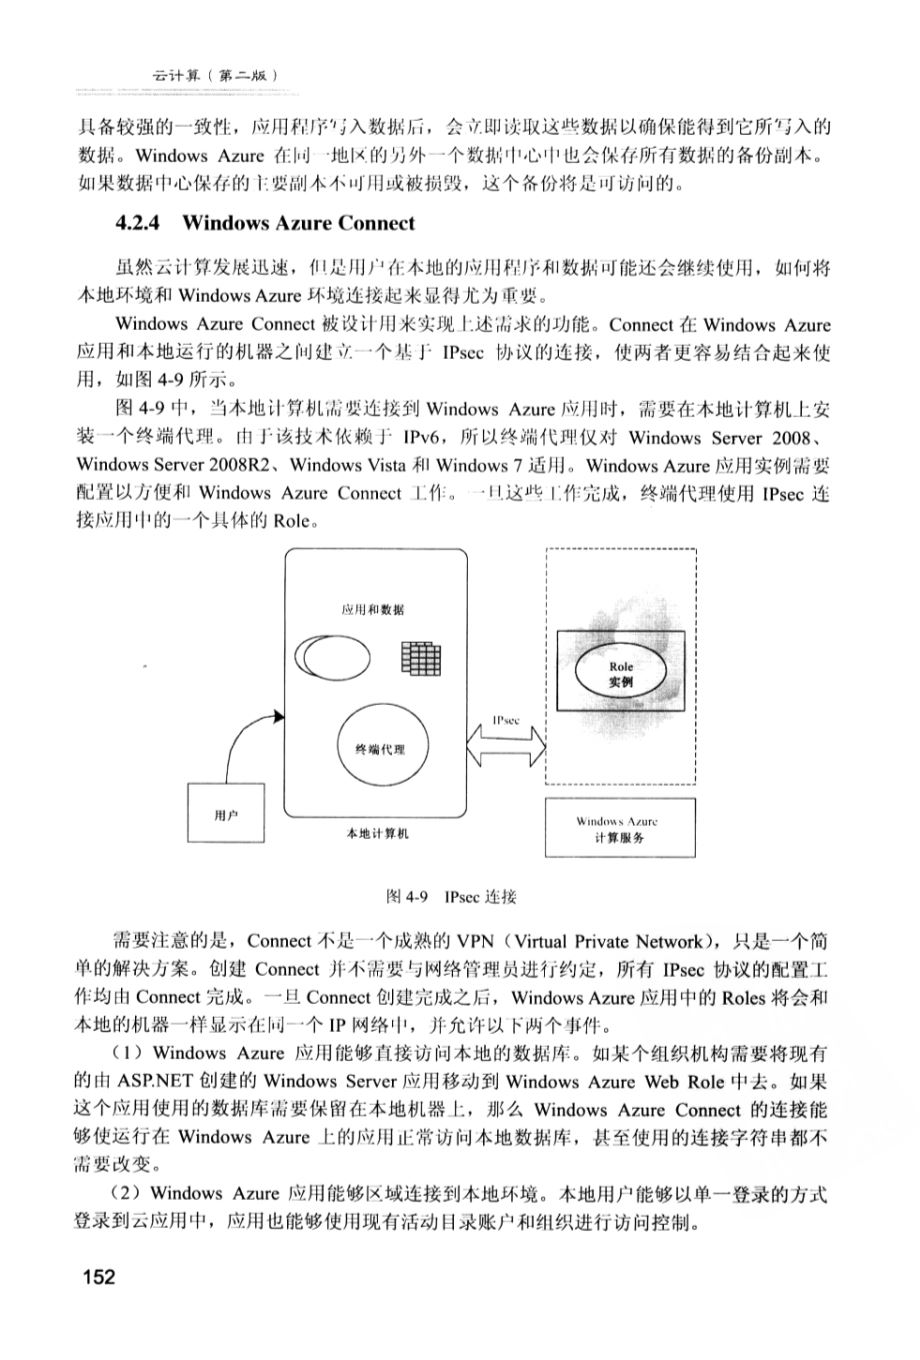 云计算（第二版）
具备较强的一致性，应用程序写入数据后，会立即读取这些数据以确保能得到它所写入的
数据。Windows Azure 在同一地区的另外一个数据中心中也会保存所有数据的备份副本。
如果数据中心保存的主要副本不可用或被损毁，这个备份将是可访问的。
4.2.4 Windows Azure Connect
虽然云计算发展迅速，但是用户在本地的应用程序和数据可能还会继续使用，如何将
本地环境和 Windows Azure 环境连接起来显得尤为重要。
Windows Azure Connect 被设计用来实现上述需求的功能。Connect 在 Windows Azure
应用和本地运行的机器之间建立一个基于 IPsec 协议的连接，使两者更容易结合起来使
用，如图 4-9 所示。
图 4-9 中，当本地计算机需要连接到 Windows Azure 应用时，需要在本地计算机上安
装一个终端代理。由于该技术依赖于 IPv6，所以终端代理仅对 Windows Server 2008、
Windows Server 2008R2、Windows Vista 和 Windows 7 适用。Windows Azure 应用实例需要
配置以方便和 Windows Azure Connect 工作。一旦这些工作完成，终端代理使用 IPsec 连
接应用中的一个具体的 Role。
应用和数据
Role
实例
IPsec
终端代理
用户
本地计算机
Windows Azure
计算服务
图 4-9 IPsec 连接
需要注意的是，Connect 不是一个成熟的 VPN（Virtual Private Network），只是一个简
单的解决方案。创建 Connect 并不需要与网络管理员进行约定，所有 IPsec 协议的配置工
作均由 Connect 完成。一旦 Connect 创建完成之后，Windows Azure 应用中的 Roles 将会和
本地的机器一样显示在同一个 IP 网络中，并允许以下两个事件。
（1）Windows Azure 应用能够直接访问本地的数据库。如某个组织机构需要将现有
的由 ASP.NET 创建的 Windows Server 应用移动到 Windows Azure Web Role 中去。如果
这个应用使用的数据库需要保留在本地机器上，那么 Windows Azure Connect 的连接能
够使运行在 Windows Azure 上的应用正常访问本地数据库，甚至使用的连接字符串都不
需要改变。
（2）Windows Azure 应用能够区域连接到本地环境。本地用户能够以单一登录的方式
登录到云应用中，应用也能够使用现有活动目录账户和组织进行访问控制。
152